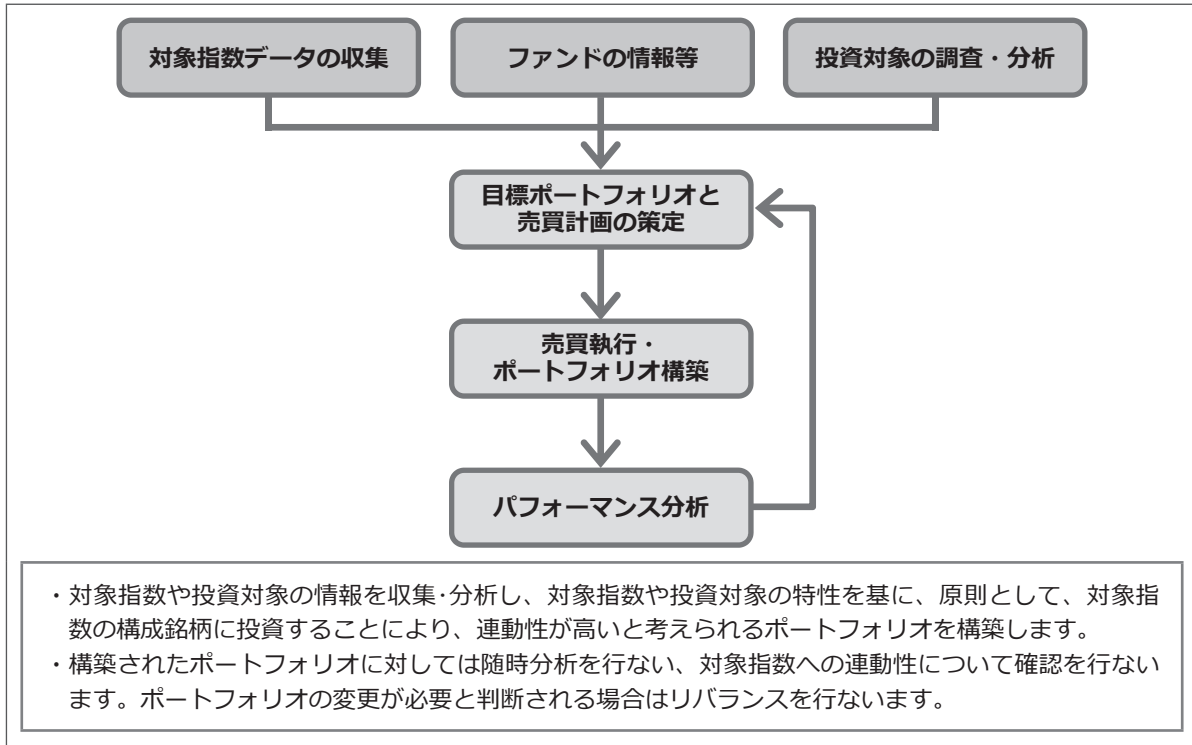 対象指数データの収集
ファンドの情報等
投資対象の調査・分析
目標ポートフォリオと
売買計画の策定
売買執行・
ポートフォリオ構築
パフォーマンス分析
・対象指数や投資対象の情報を収集・分析し、対象指数や投資対象の特性を基に、原則として、対象指
数の構成銘柄に投資することにより、連動性が高いと考えられるポートフォリオを構築します。
・構築されたポートフォリオに対しては随時分析を行ない、対象指数への連動性について確認を行ない
ます。ポートフォリオの変更が必要と判断される場合はリバランスを行ないます。